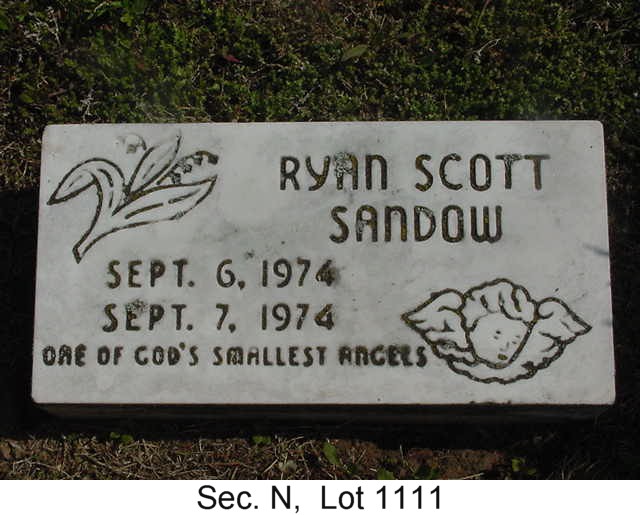 RYAN SCOTT
SANDOW
SEPT. 6, 1974
SEPT. 7, 1974
ONE OF GOD'S SMALLEST ANGELS
Sec. N, Lot 1111